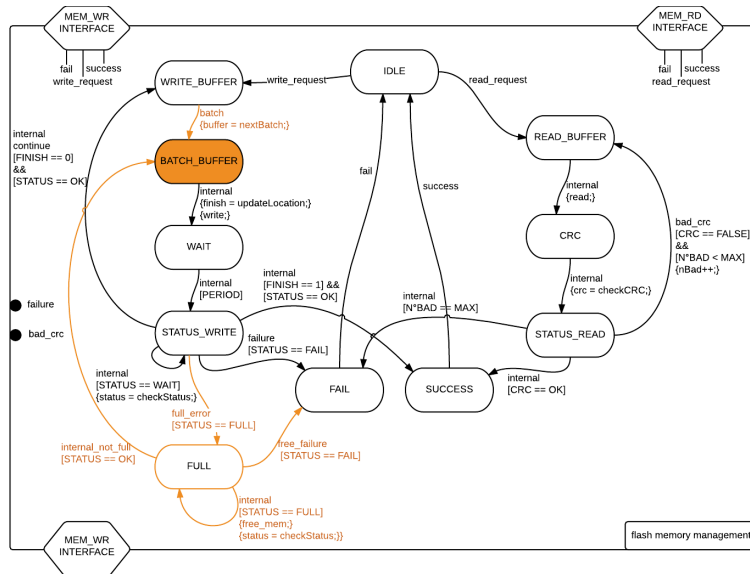 MEM_WR
INTERFACE
fail
success
write_request
MEM_RD
INTERFACE
fail
success
read_request
WRITE_BUFFER
write_request
IDLE
read_request
batch
{buffer = nextBatch;}
READ_BUFFER
internal
continue
[FINISH == 0]
&&
[STATUS == OK]
BATCH_BUFFER
internal
{finish = updateLocation;}
{write;}
fail
success
internal
{read;}
bad_crc
[CRC == FALSE]
&&
[N°BAD < MAX]
{nBad++;}
WAIT
CRC
internal
[PERIOD]
internal
[FINISH == 1] &&
[STATUS == OK]
internal
{crc = checkCRC;}
internal
[N°BAD == MAX]
failure
bad_crc
STATUS_WRITE
STATUS_READ
failure
[STATUS == FAIL]
internal
[STATUS == WAIT]
{status = checkStatus;}
FAIL
SUCCESS
internal
[CRC == OK]
full_error
[STATUS == FULL]
internal_not_full
[STATUS == OK]
free_failure
[STATUS == FAIL]
FULL
internal
[STATUS == FULL]
{free_mem;}
{status = checkStatus;}}
MEM_WR
INTERFACE
flash memory management